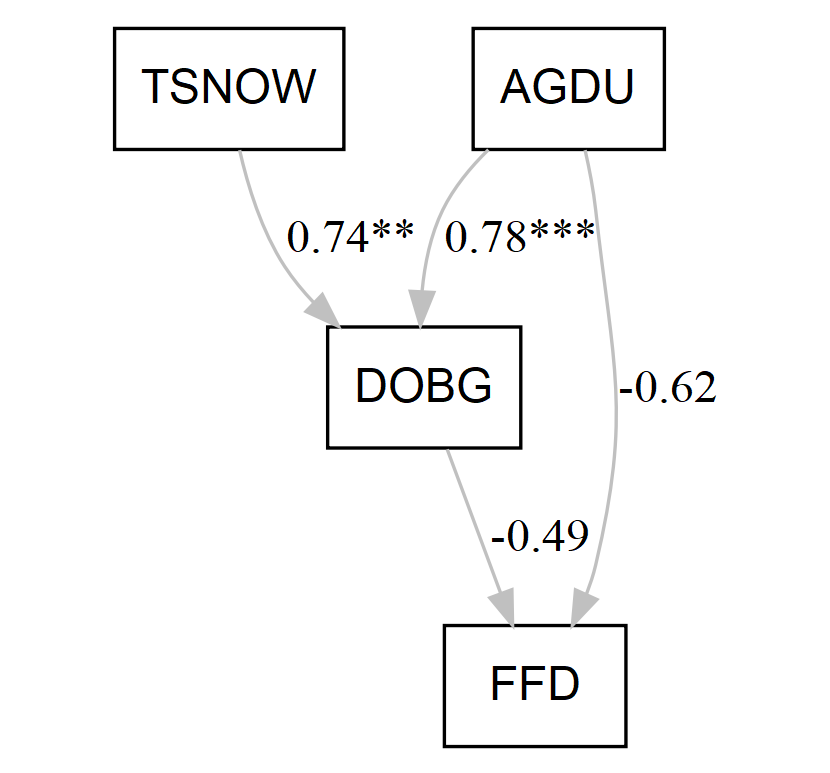 TSNOW
AGDU
0.74**
0.78***
DOBG
-0.62
-0.49
FFD